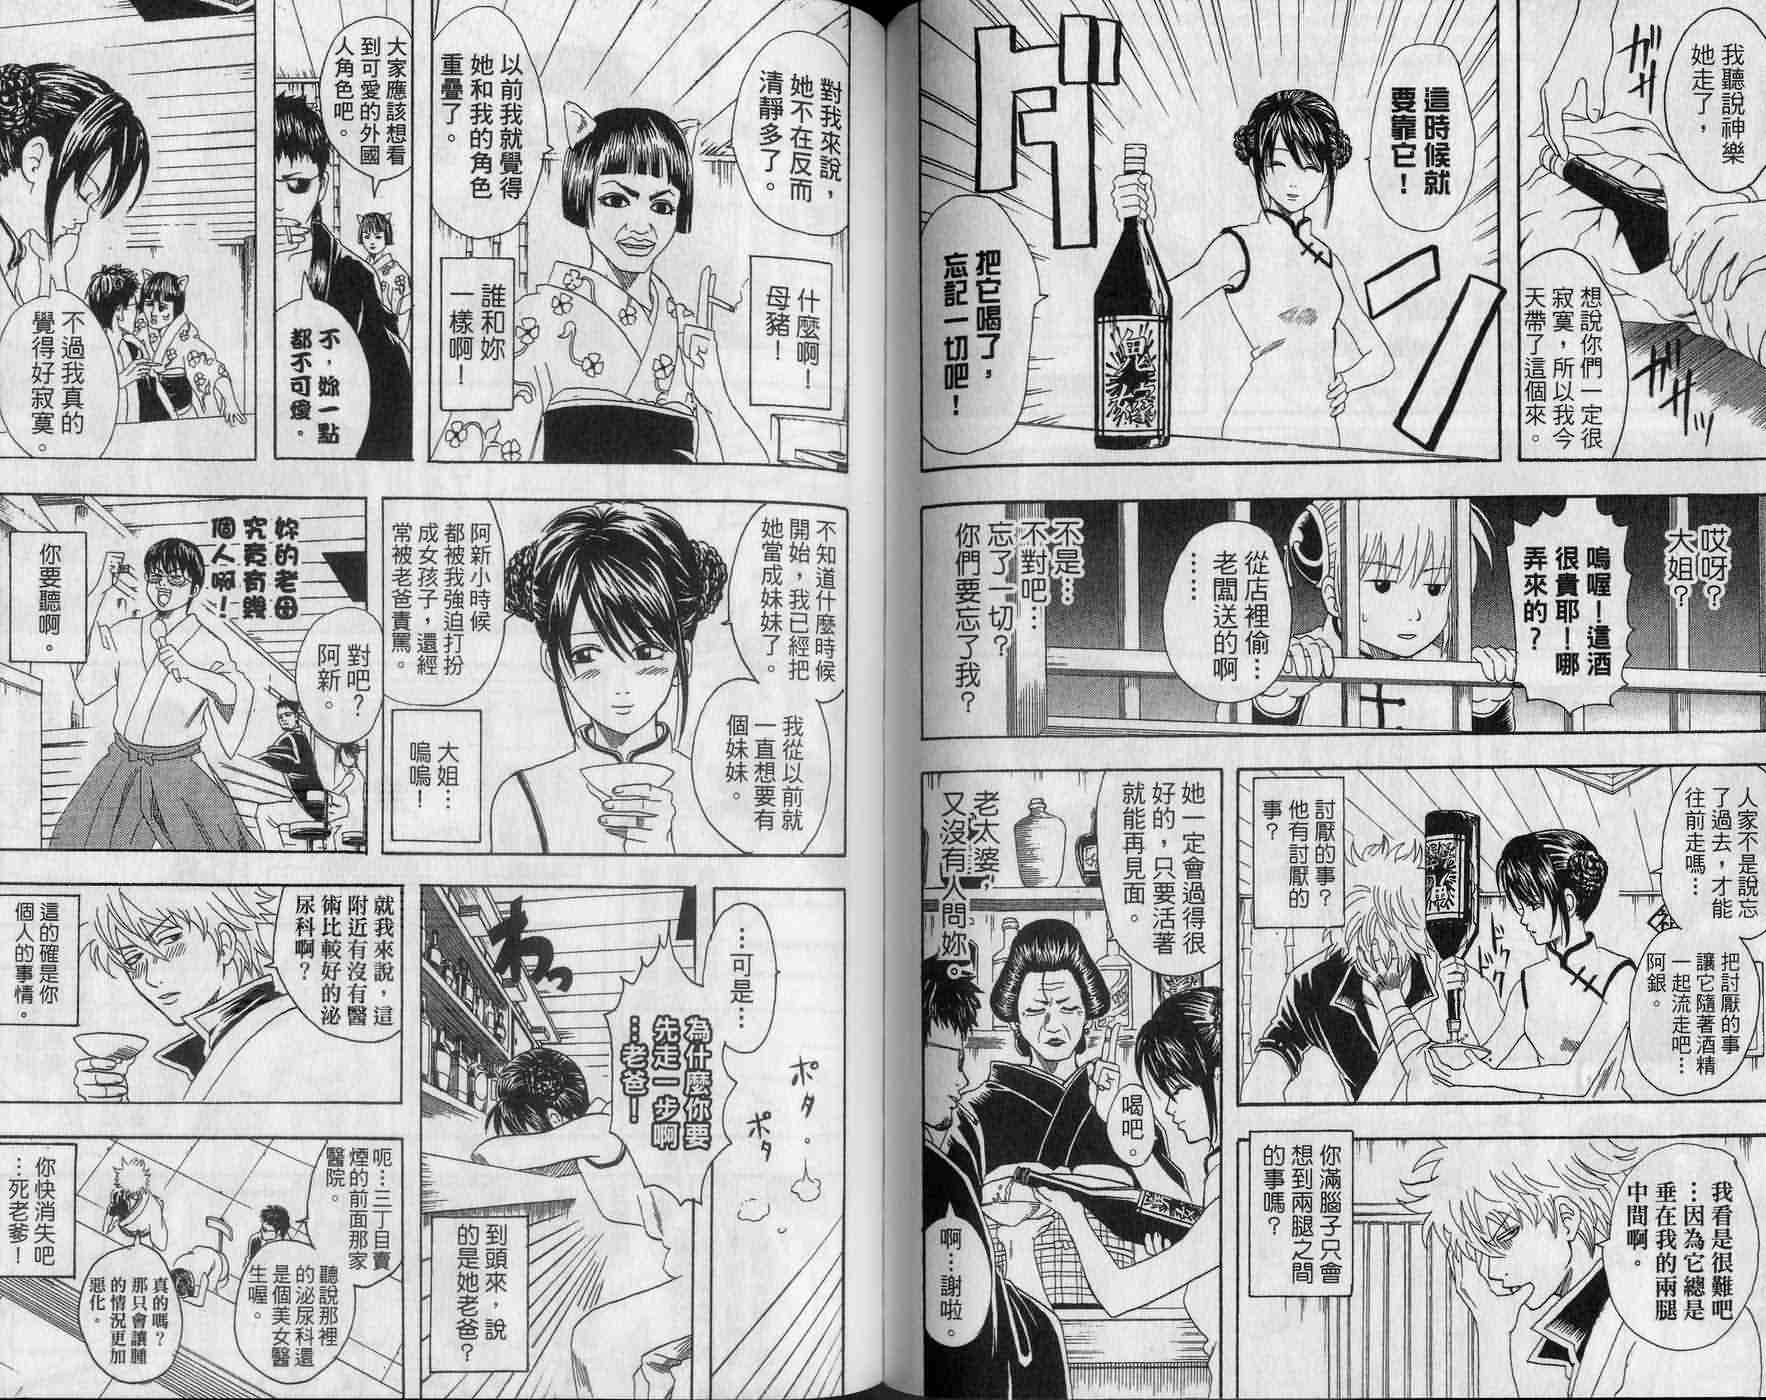 我聽說神樂
她走了，
ガサ
ガサ
想說你們一定很
寂寞，所以我今
天帶了這個來。
這時候就
要靠它！
ドン
把它喝了，
忘記一切吧！
哎呀？
大姐？
嗚喔！這酒
很貴耶！哪
弄來的？
從店裡偷…
老闆送的啊
……
不是…
不對吧…
忘了一切？
你們要忘了我？
人家不是說忘
了過去，才能
往前走嗎…
把討厭的事
讓它隨著酒精
一起流走吧…
阿銀。
ドボドボ
討厭的事？
他有討厭的
事？
我看是很難吧
…因為它總是
垂在我的兩腿
中間啊。
你滿腦子只會
想到兩腿之間
的事嗎？
她一定會過得很
好的，只要活著
就能再見面。
老太婆，
又沒有人問妳。
喝吧。
啊…謝啦。
對我來說，
她不在反而
清靜多了。
以前我就覺得
她和我的角色
重疊了。
什麼啊！
母豬！
誰和妳
一樣啊！
大家應該想看
到可愛的外國
人角色吧。
不，妳一點
都不可愛。
不過我真的
覺得好寂寞。
不知道什麼時候
開始，我已經把
她當成妹妹了。
我從以前就
一直想要有
個妹妹。
阿新小時候
都被我強迫打扮
成女孩子，還經
常被老爸責罵。
大姐…
嗚嗚！
對吧？
阿新。
妳的老母
究竟有幾
個人啊！
你要聽啊。
…可是…
ポタ
ポタ
わっ
為什麼你要
先走一步啊
…老爸！
到頭來，說
的是她老爸？
就我來說，這
附近有沒有醫
術比較好的泌
尿科啊？
這的確是你
個人的事情。
呃…三丁目賣
煙的前面那家
醫院。
聽說那裡
的泌尿科還
是個美女醫
生喔。
真的嗎？
那只會讓腫
的情況更加
惡化。
你快消失吧
…死老爹！